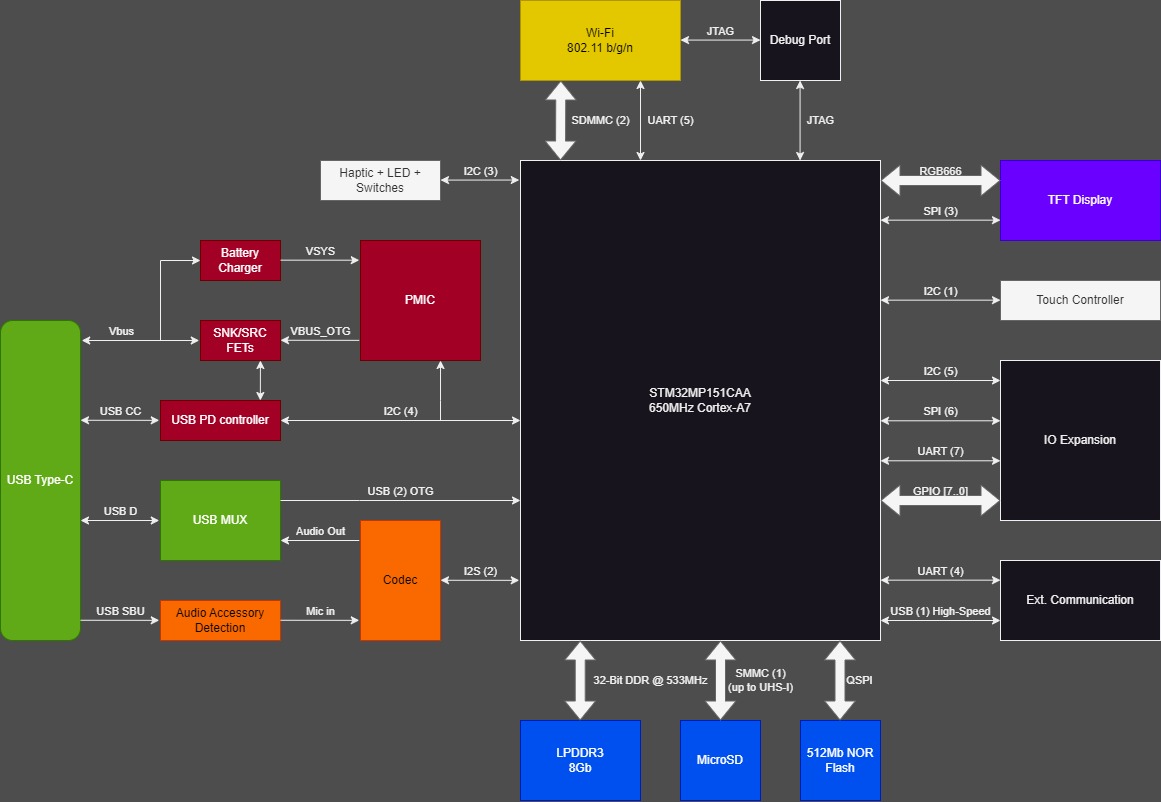 Wi-Fi
802.11 b/g/n
JTAG
Debug Port
SDMMC (2)
UART (5)
JTAG
Haptic + LED +
Switches
I2C (3)
RGB666
TFT Display
SPI (3)
Battery
Charger
VSYS
PMIC
I2C (1)
Touch Controller
Vbus
SNK/SRC
FETs
VBUS_OTG
STM32MP151CAA
650MHz Cortex-A7
I2C (5)
USB CC
USB PD controller
I2C (4)
SPI (6)
IO Expansion
UART (7)
USB Type-C
USB (2) OTG
GPIO [7..0]
USB D
USB MUX
Audio Out
Codec
I2S (2)
UART (4)
Ext. Communication
USB SBU
Audio Accessory
Detection
Mic in
USB (1) High-Speed
32-Bit DDR @ 533MHz
SMMC (1)
(up to UHS-I)
QSPI
LPDDR3
8Gb
MicroSD
512Mb NOR
Flash